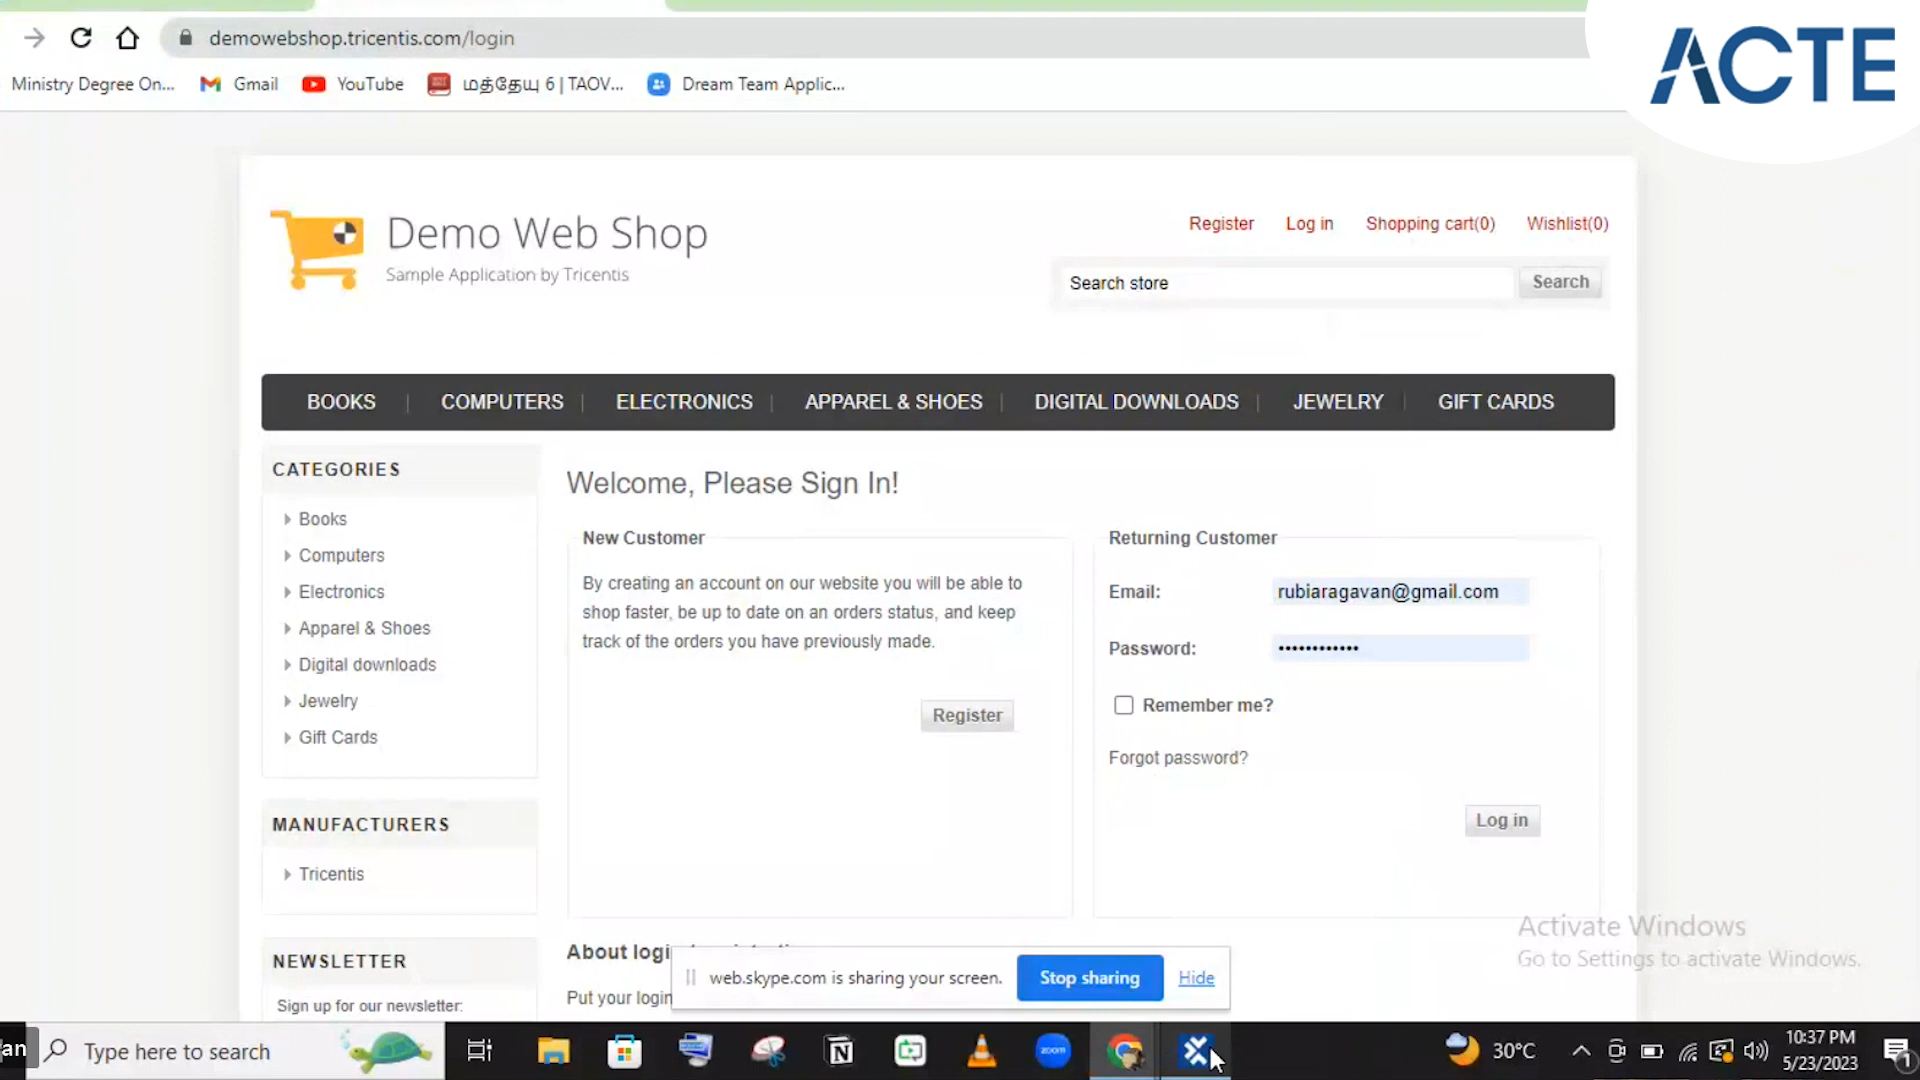 demowebshop.tricentis.com/login
ACTE
Ministry Degree On... Gmail YouTube மத்தேயு 6 | TAOV... Dream Team Applic...
Demo Web Shop
Sample Application by Tricentis
Register Log in Shopping cart(0) Wishlist(0)
Search store Search
BOOKS COMPUTERS ELECTRONICS APPAREL & SHOES DIGITAL DOWNLOADS JEWELRY GIFT CARDS
CATEGORIES
Books
Computers
Electronics
Apparel & Shoes
Digital downloads
Jewelry
Gift Cards
MANUFACTURERS
Tricentis
NEWSLETTER
Sign up for our newsletter:
Welcome, Please Sign In!
New Customer
By creating an account on our website you will be able to
shop faster, be up to date on an orders status, and keep
track of the orders you have previously made.
Register
Returning Customer
Email: rubiaragavan@gmail.com
Password: ••••••••••••
Remember me?
Forgot password?
Log in
About
Put your login
web.skype.com is sharing your screen. Stop sharing Hide
Activate Windows
Go to Settings to activate Windows.
an Type here to search zoom 30°C 10:37 PM
5/23/2023 1